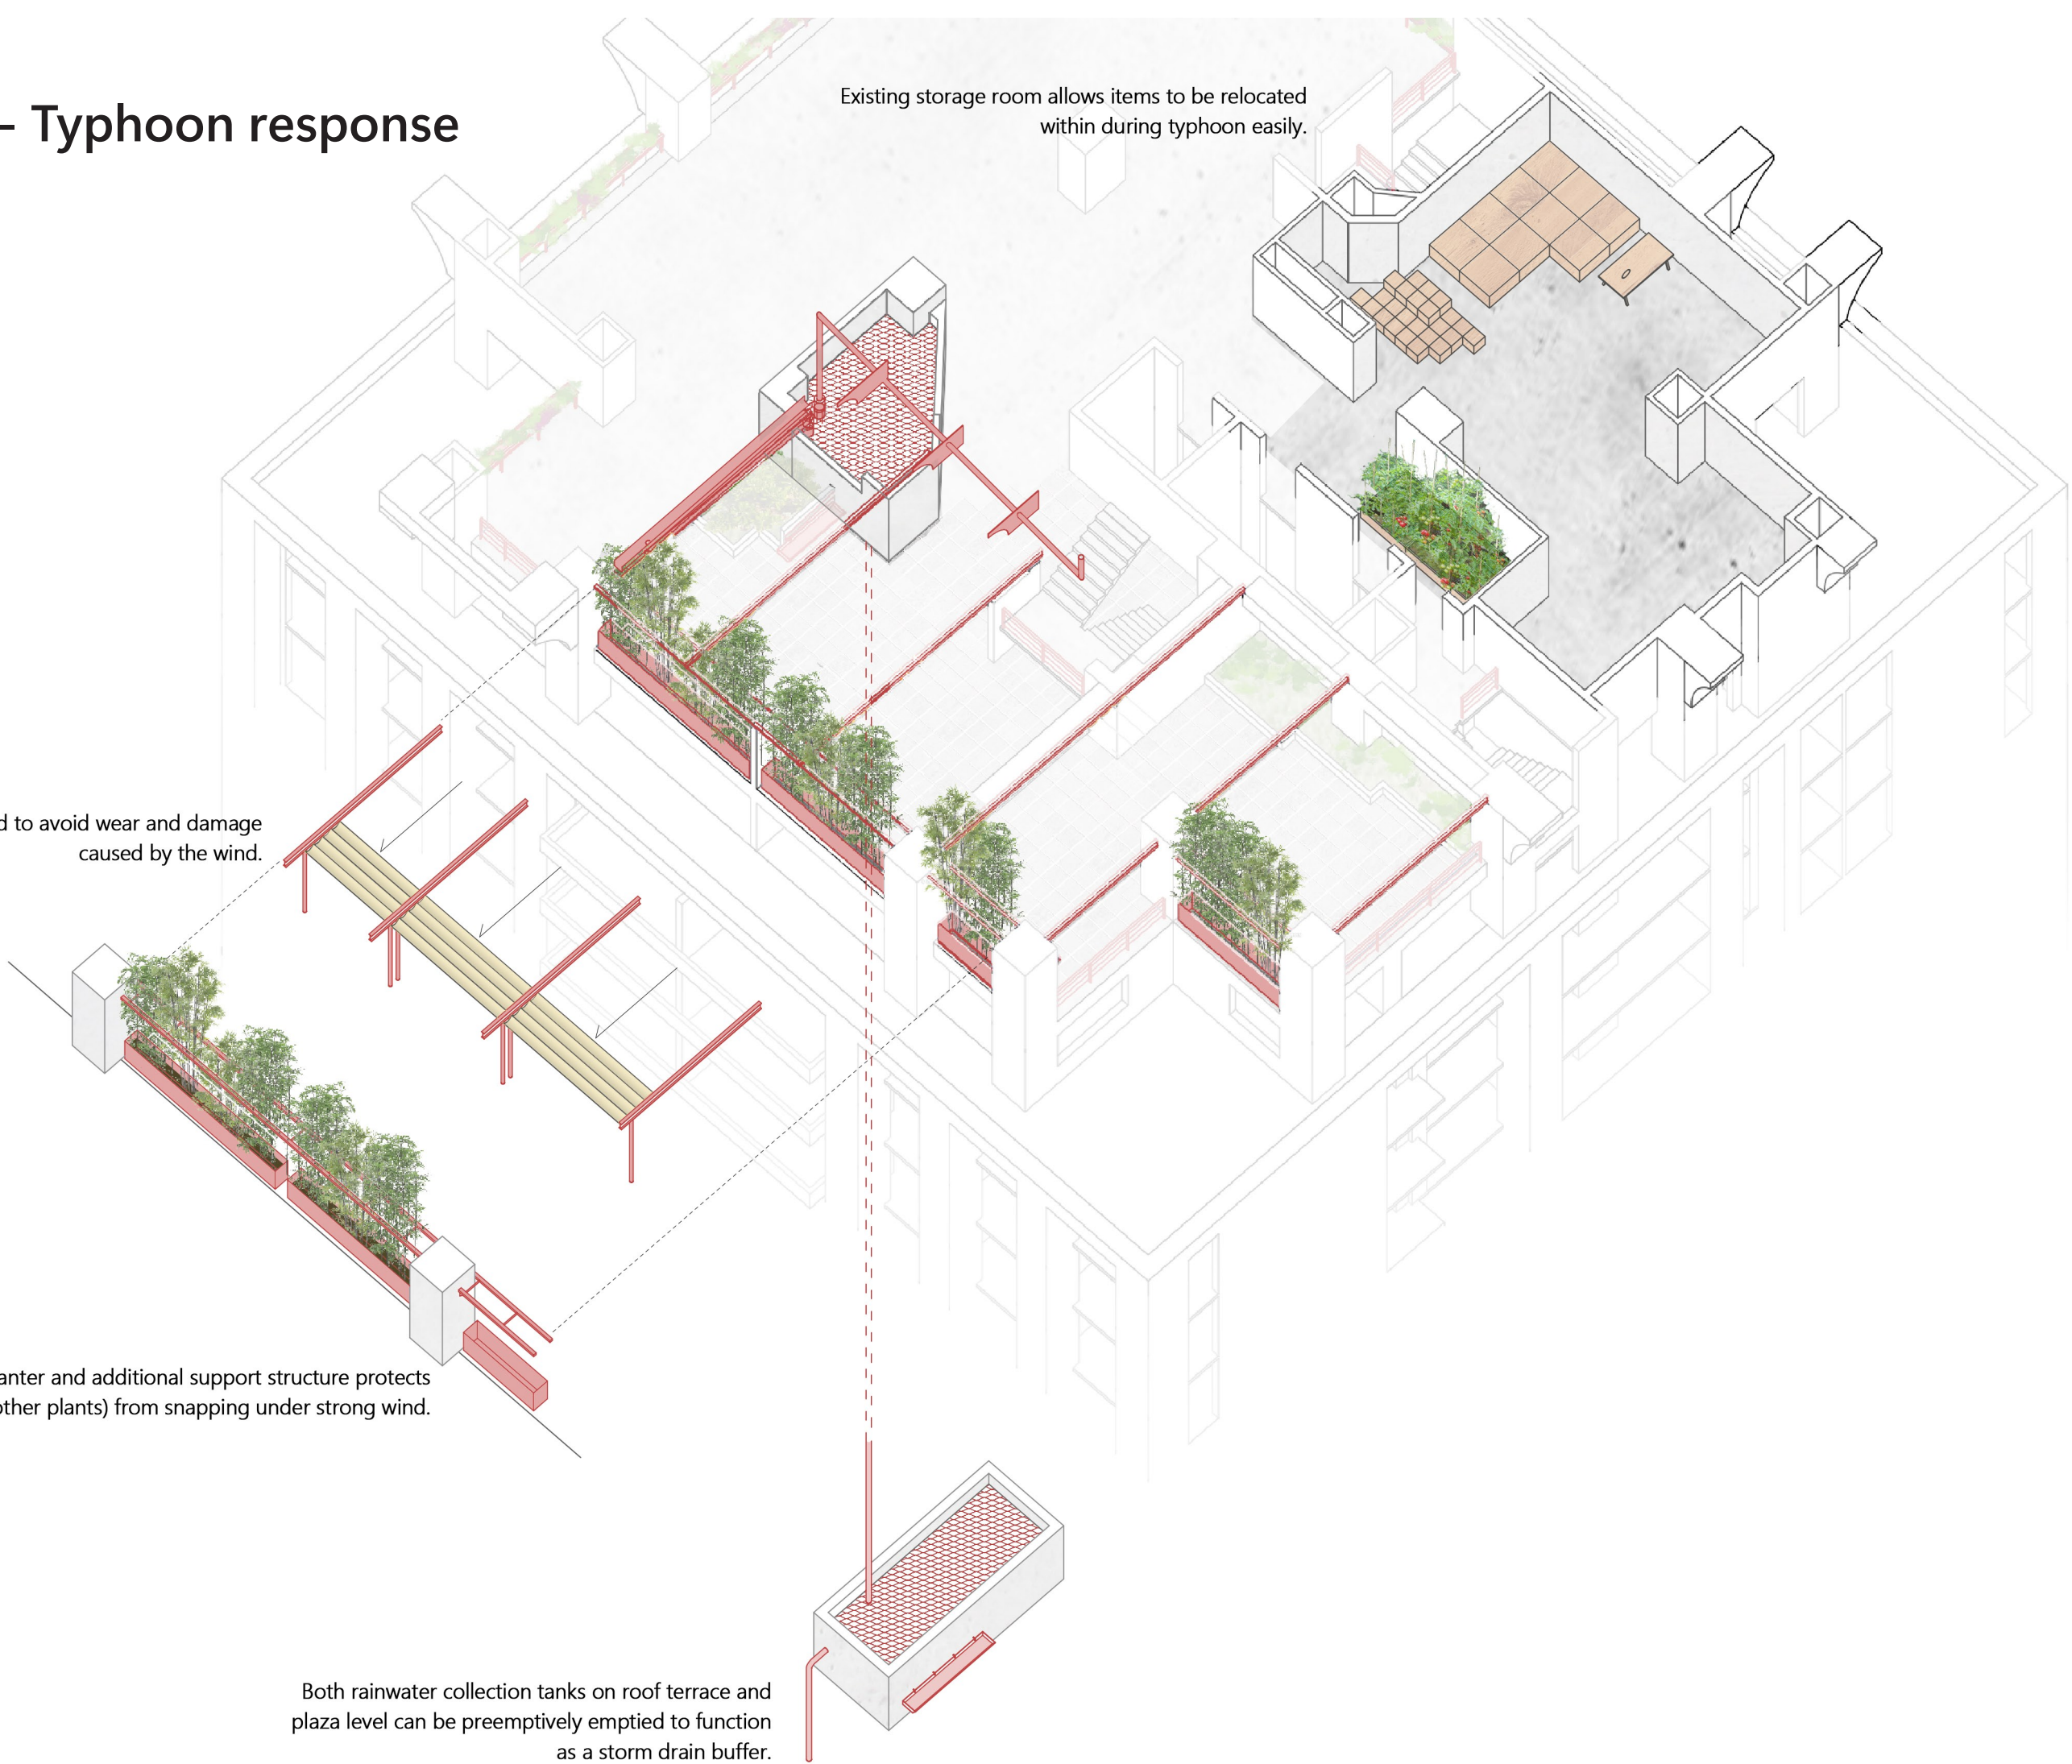 – Typhoon response
Existing storage room allows items to be relocated
within during typhoon easily.
to avoid wear and damage
caused by the wind.
and additional support structure protects
other plants) from snapping under strong wind.
Both rainwater collection tanks on roof terrace and
plaza level can be preemptively emptied to function
as a storm drain buffer.